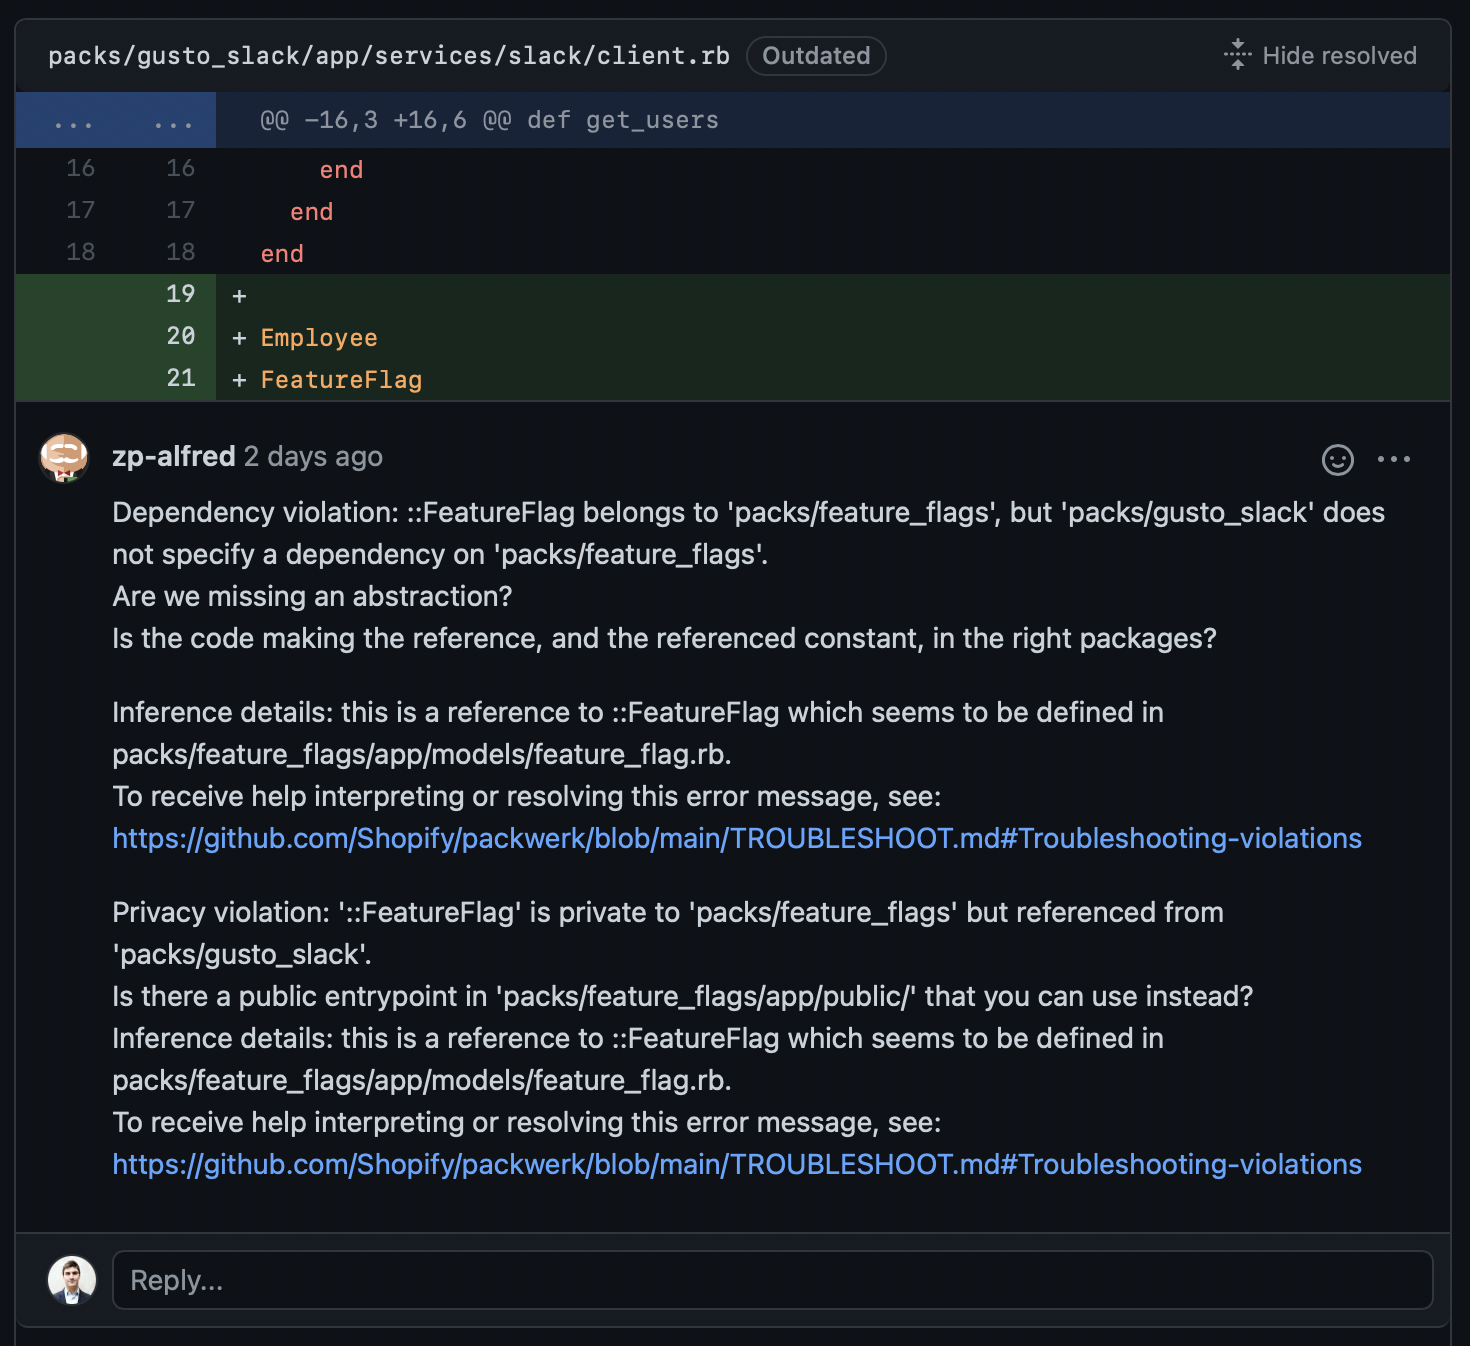 packs/gusto_slack/app/services/slack/client.rb Outdated Hide resolved
... ... @@ -16,3 +16,6 @@ def get_users
16 16 end
17 17 end
18 18 end
19 +
20 + Employee
21 + FeatureFlag
zp-alfred 2 days ago
Dependency violation: ::FeatureFlag belongs to 'packs/feature_flags', but 'packs/gusto_slack' does
not specify a dependency on 'packs/feature_flags'.
Are we missing an abstraction?
Is the code making the reference, and the referenced constant, in the right packages?
Inference details: this is a reference to ::FeatureFlag which seems to be defined in
packs/feature_flags/app/models/feature_flag.rb.
To receive help interpreting or resolving this error message, see:
https://github.com/Shopify/packwerk/blob/main/TROUBLESHOOT.md#Troubleshooting-violations
Privacy violation: '::FeatureFlag' is private to 'packs/feature_flags' but referenced from
'packs/gusto_slack'.
Is there a public entrypoint in 'packs/feature_flags/app/public/' that you can use instead?
Inference details: this is a reference to ::FeatureFlag which seems to be defined in
packs/feature_flags/app/models/feature_flag.rb.
To receive help interpreting or resolving this error message, see:
https://github.com/Shopify/packwerk/blob/main/TROUBLESHOOT.md#Troubleshooting-violations
Reply...